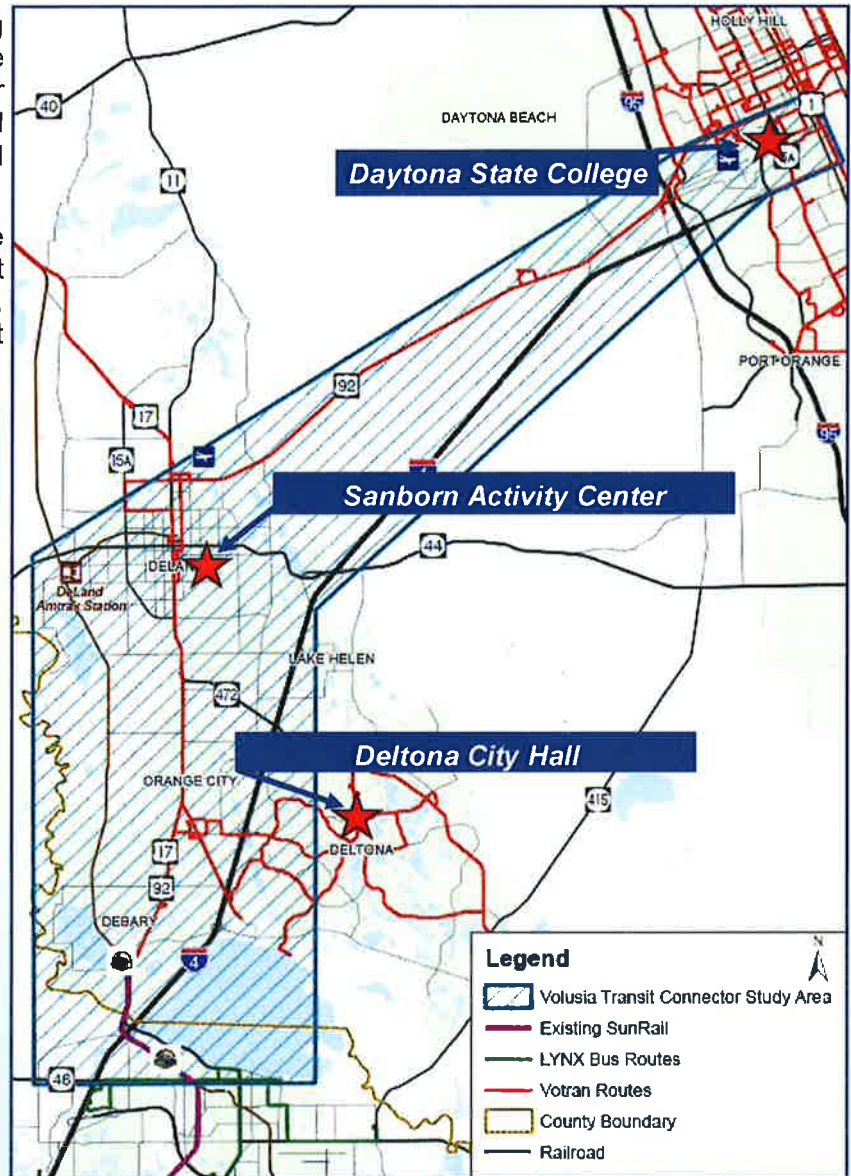 HOLLY HILL
40
95
1
DAYTONA BEACH
11
Daytona State College
92
PORT ORANGE
17
95
15A
4
Sanborn Activity Center
44
DELAN
DeLand
Amtrak Station
LAKE HELEN
472
Deltona City Hall
ORANGE CITY
415
17
DELTONA
92
DEBARY
4
46
Legend
N
Volusia Transit Connector Study Area
Existing SunRail
LYNX Bus Routes
Votran Routes
County Boundary
Railroad